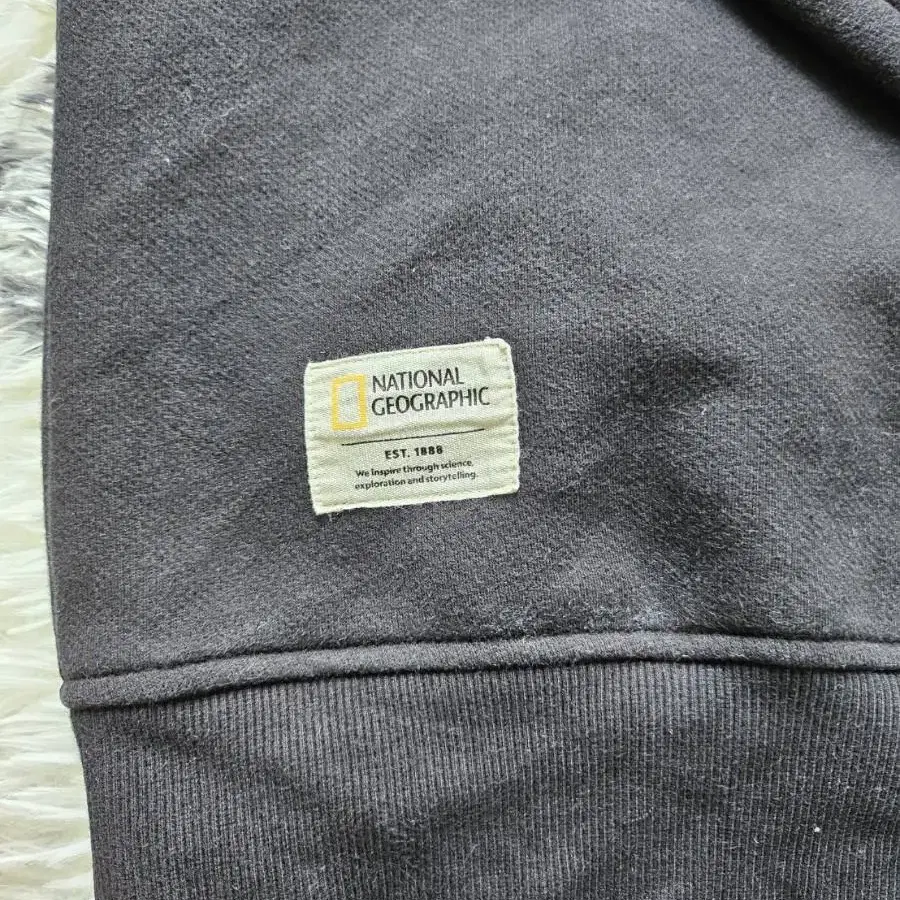 NATIONAL
GEOGRAPHIC
EST. 1888
We inspire through science,
exploration and storytelling.